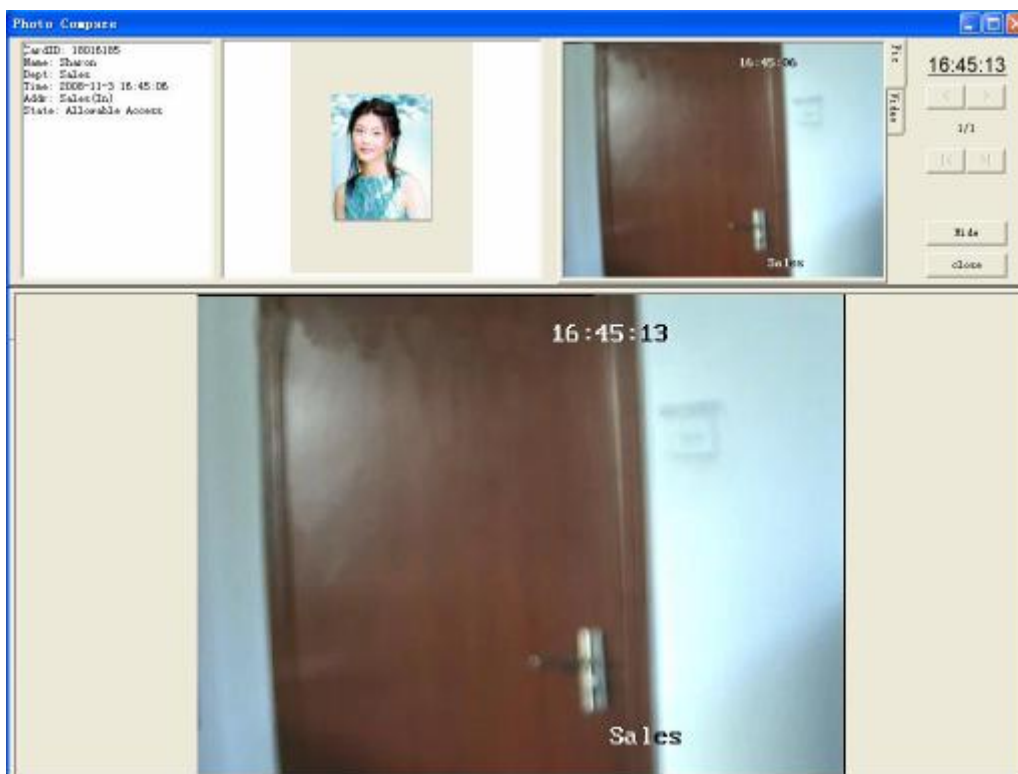 Photo Compare
CardID: 18016185
Name: Sharon
Dept: Sales
Time: 2008-11-3 16:45:06
Addr: Sales(In)
State: Allowable Access
16:45:06
Sales
Pic
Video
16:45:13
<
>
1/1
|<
>|
Hide
close
16:45:13
Sales